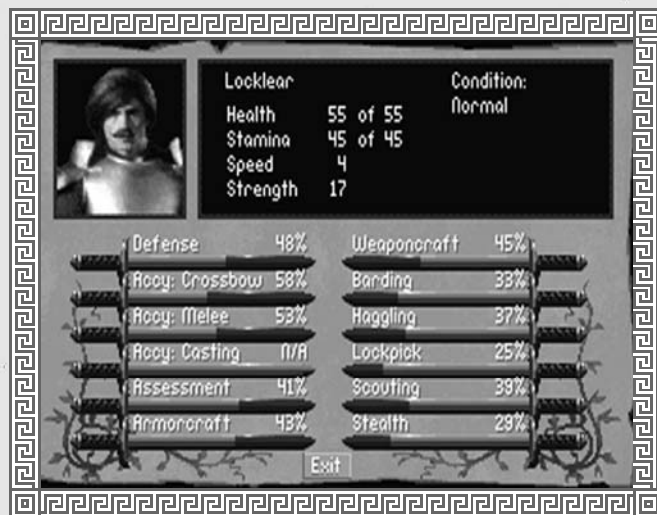 Locklear
Condition:
Normal
Health 55 of 55
Stamina 45 of 45
Speed 4
Strength 17
Defense 48%
Accy: Crossbow 58%
Accy: Melee 53%
Accy: Casting N/A
Assessment 41%
Armorcraft 43%
Weaponcraft 45%
Barding 33%
Haggling 37%
Lockpick 25%
Scouting 39%
Stealth 29%
Exit